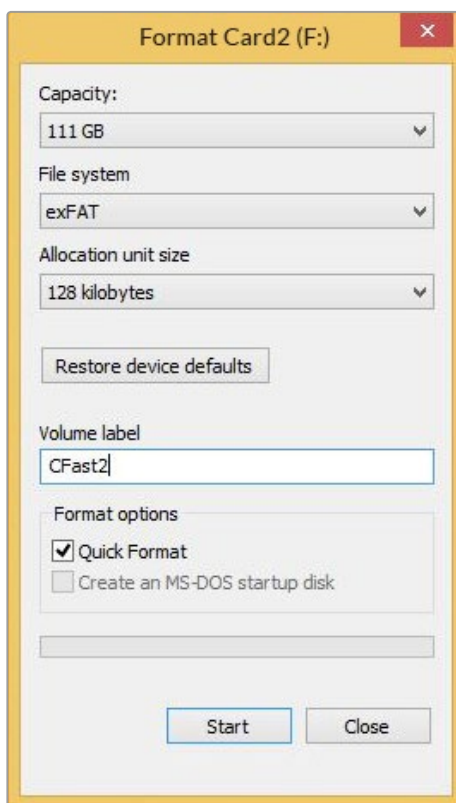 Format Card2 (F:)
Capacity:
111 GB
File system
exFAT
Allocation unit size
128 kilobytes
Restore device defaults
Volume label
CFast2
Format options
Quick Format
Create an MS-DOS startup disk
Start Close